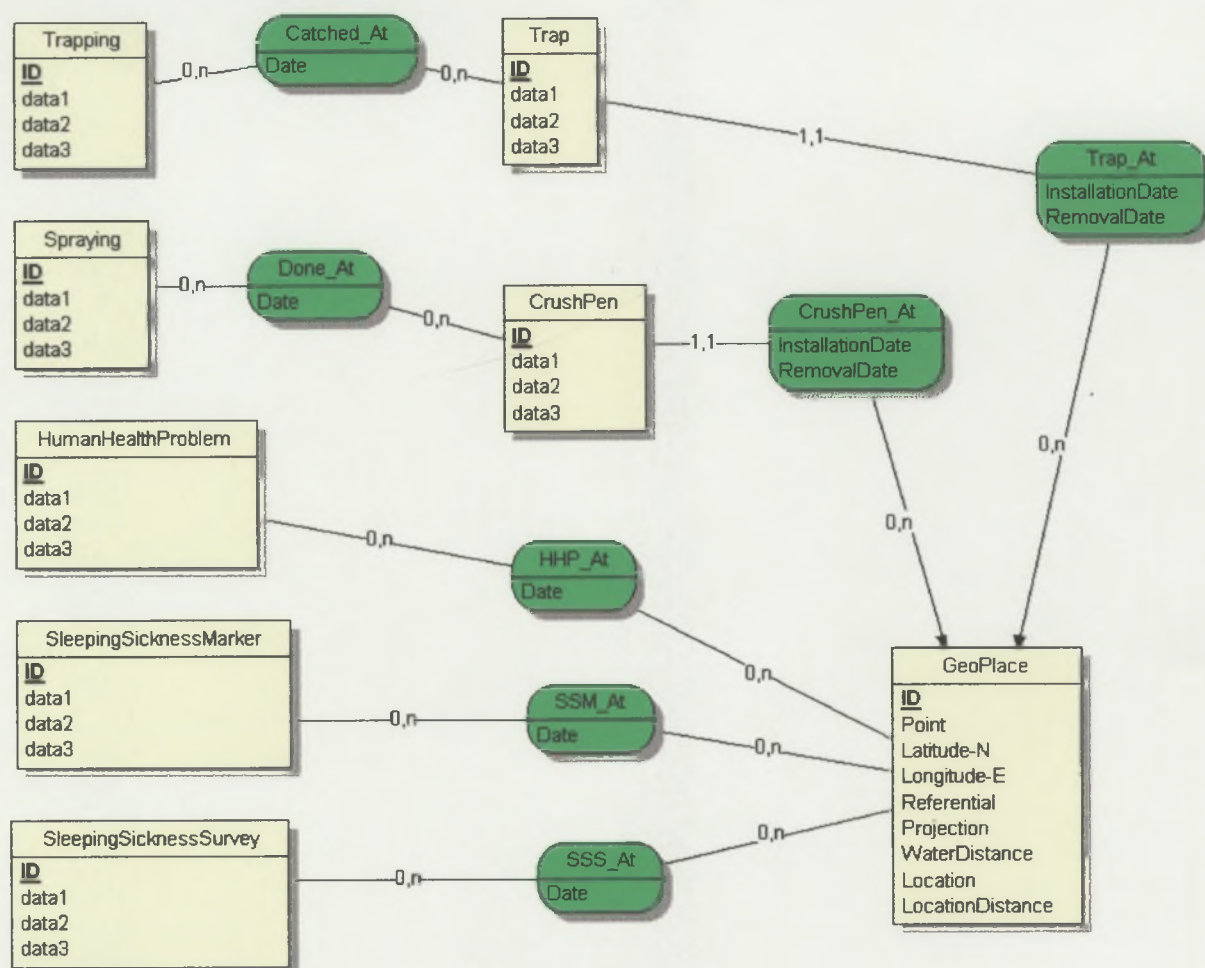 Trapping
ID
data1
data2
data3
0,n
Catched_At
Date
0,n
Trap
ID
data1
data2
data3
1,1
Trap_At
InstallationDate
RemovalDate
0,n
Spraying
ID
data1
data2
data3
0,n
Done_At
Date
0,n
CrushPen
ID
data1
data2
data3
1,1
CrushPen_At
InstallationDate
RemovalDate
0,n
HumanHealthProblem
ID
data1
data2
data3
0,n
HHP_At
Date
0,n
SleepingSicknessMarker
ID
data1
data2
data3
0,n
SSM_At
Date
0,n
SleepingSicknessSurvey
ID
data1
data2
data3
0,n
SSS_At
Date
0,n
GeoPlace
ID
Point
Latitude-N
Longitude-E
Referential
Projection
WaterDistance
Location
LocationDistance